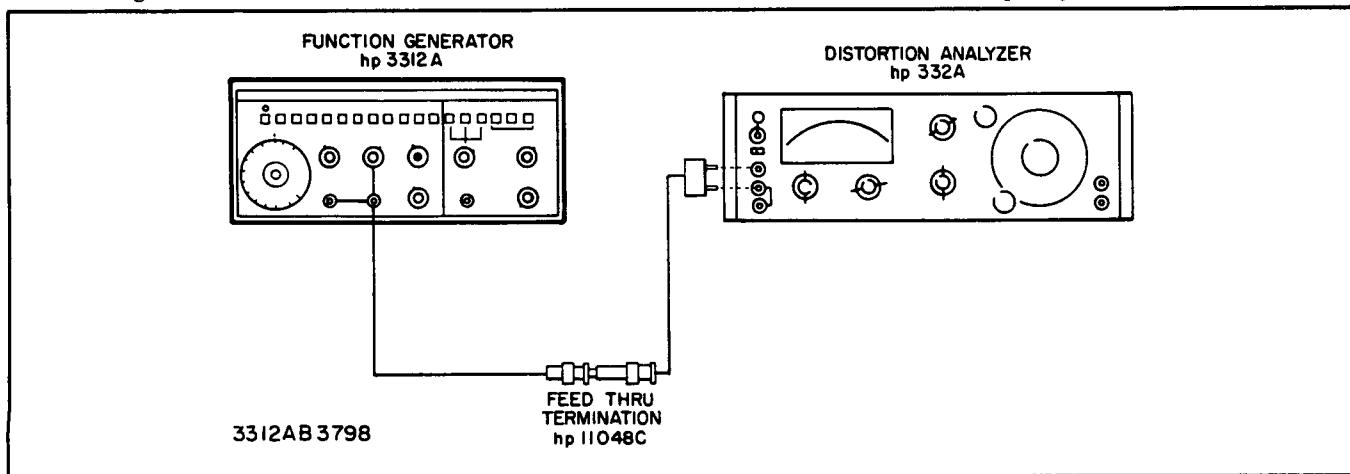 FUNCTION GENERATOR
hp 3312A
DISTORTION ANALYZER
hp 332A
FEED THRU
TERMINATION
hp 11048C
3312AB3798